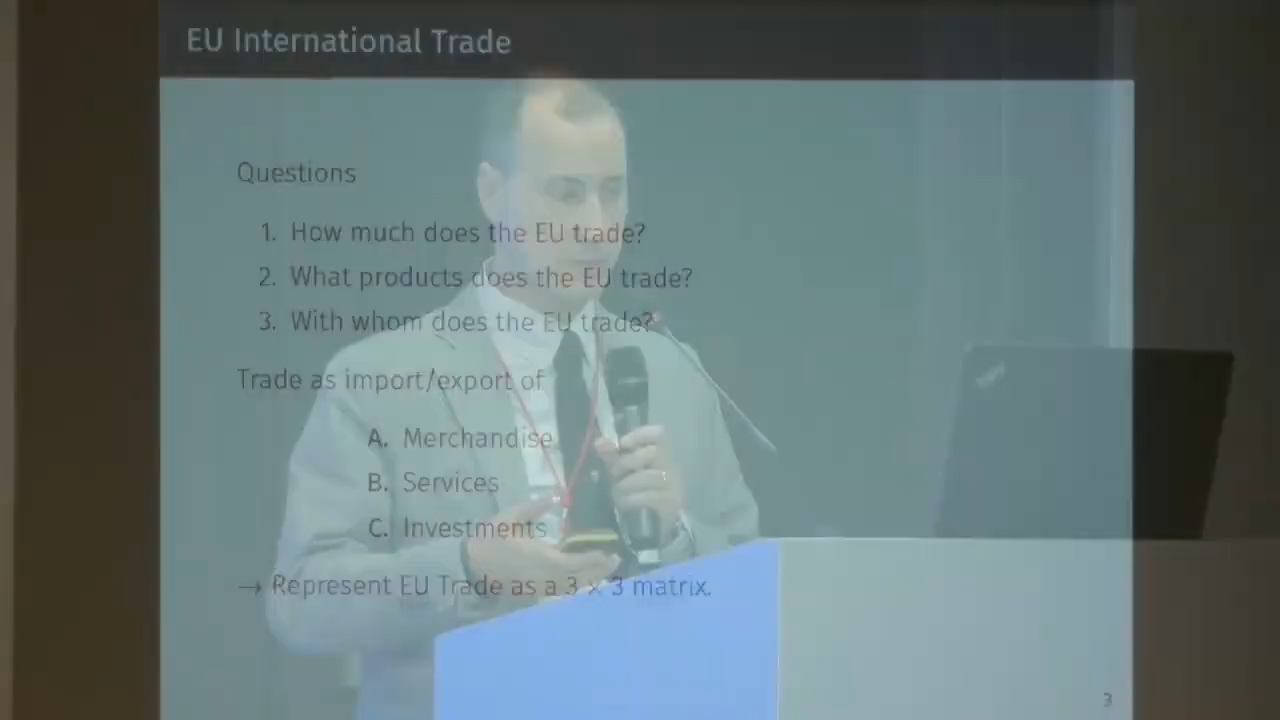 EU International Trade
Questions
1. How much does the EU trade?
2. What products does the EU trade?
3. With whom does the EU trade?
Trade as import/export of
A. Merchandise
B. Services
C. Investments
→ Represent EU Trade as a 3 × 3 matrix.
3